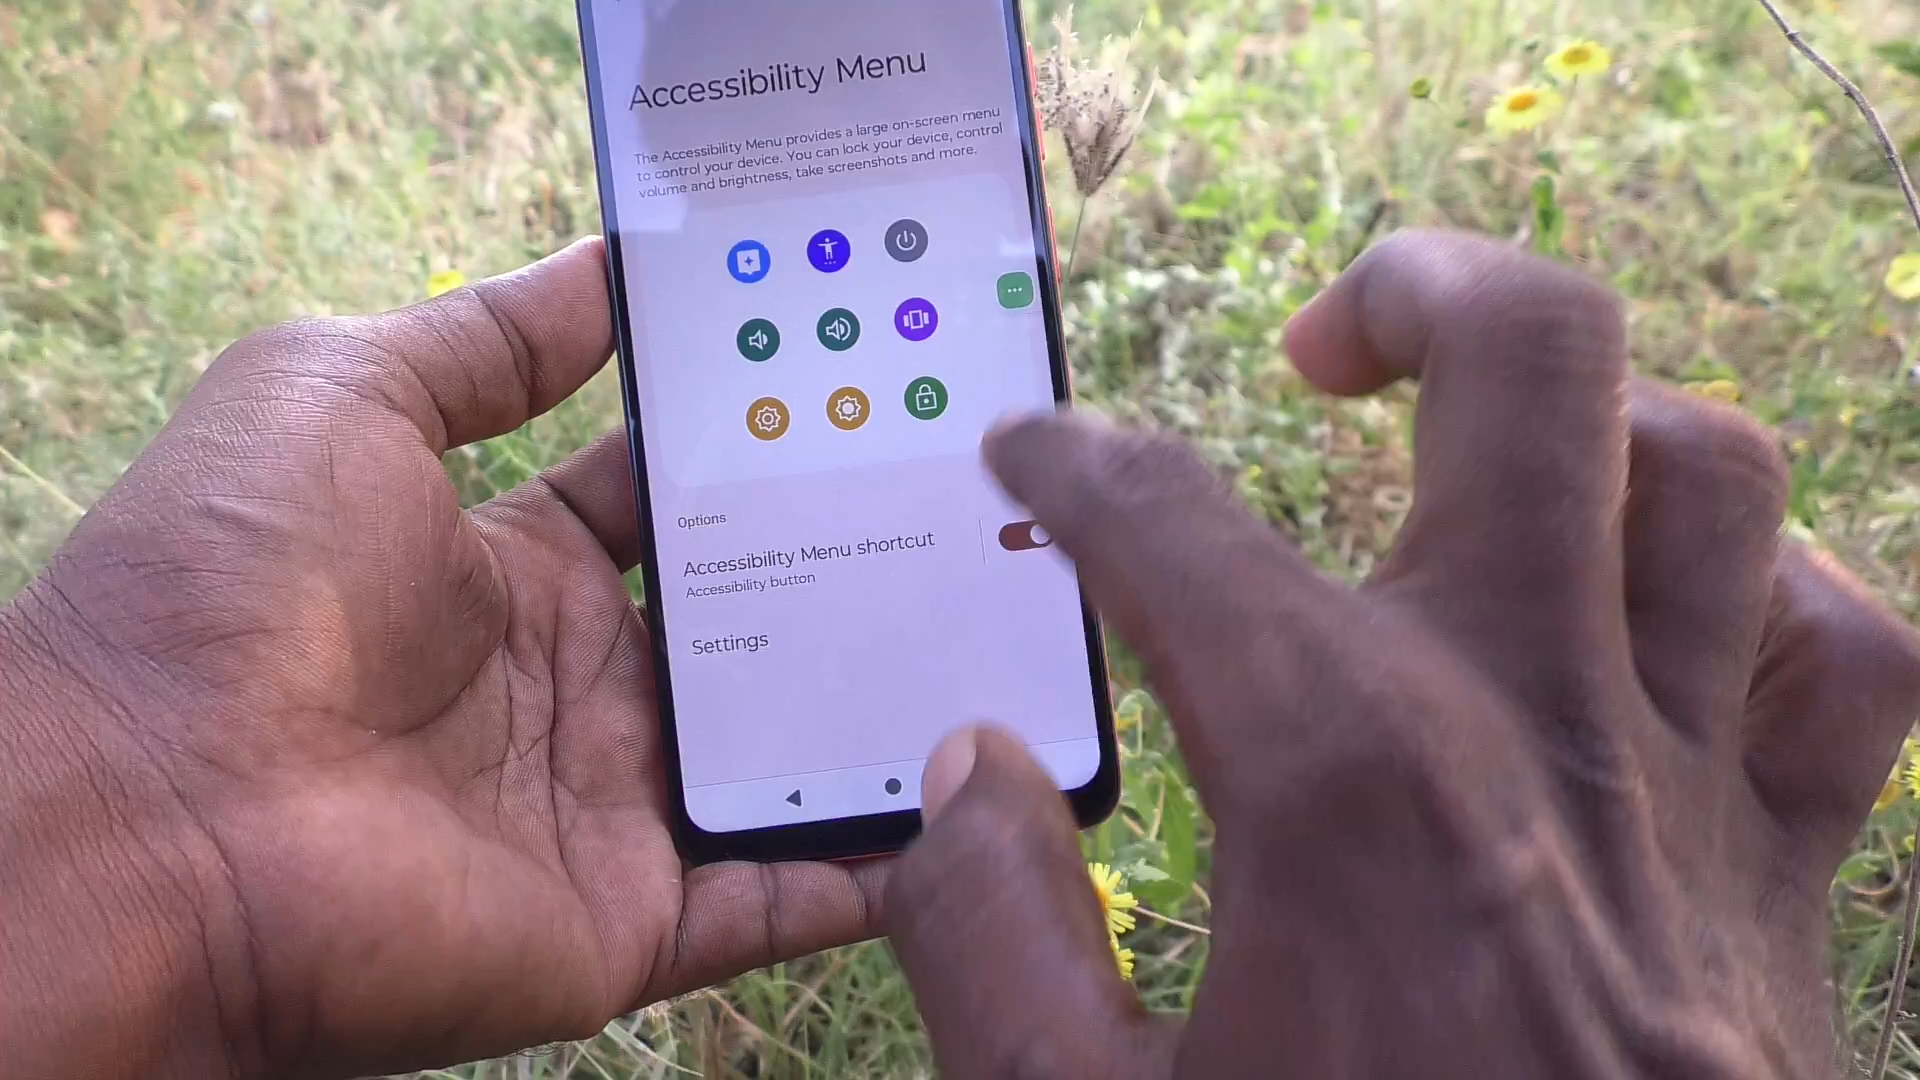 Accessibility Menu
The Accessibility Menu provides a large on-screen menu
to control your device. You can lock your device, control
volume and brightness, take screenshots and more.
Options
Accessibility Menu shortcut
Accessibility button
Settings